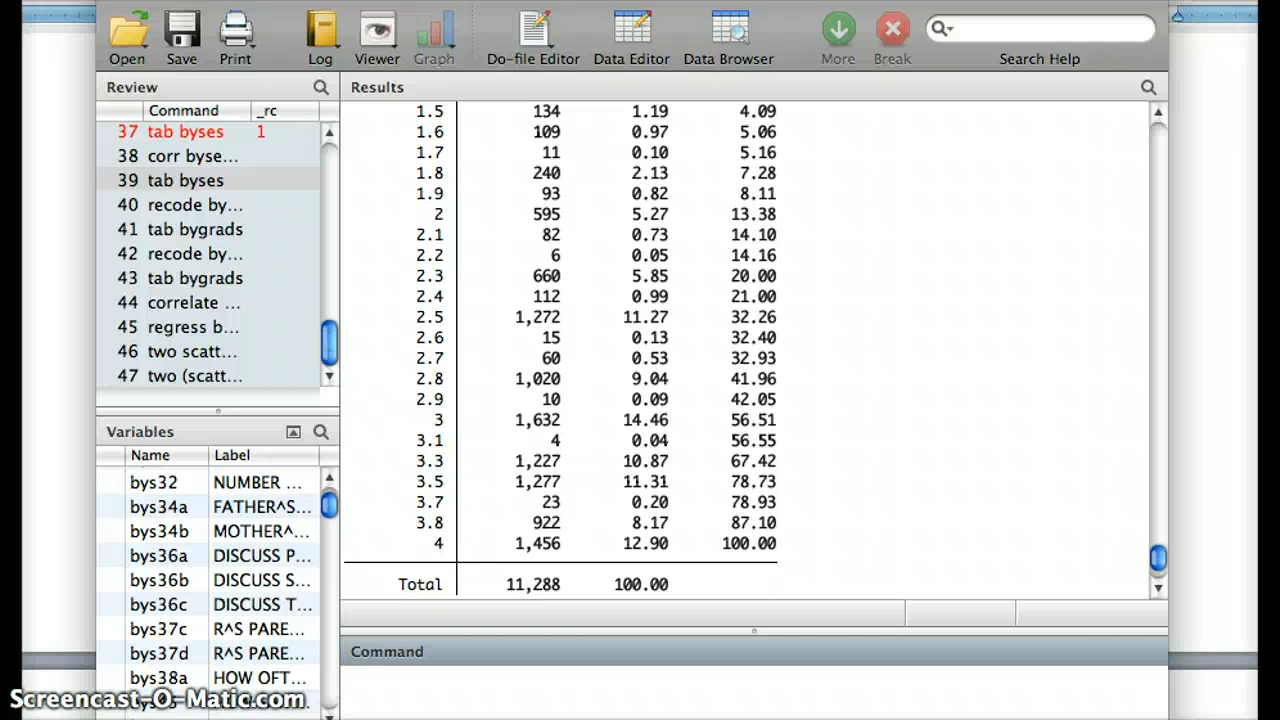 Open Save Print Log Viewer Graph Do-file Editor Data Editor Data Browser More Break Search Help
Review
Command _rc
37 tab byses 1
38 corr byse...
39 tab byses
40 recode by...
41 tab bygrads
42 recode by...
43 tab bygrads
44 correlate ...
45 regress b...
46 two scatt...
47 two (scatt...
Variables
Name Label
bys32 NUMBER ...
bys34a FATHER^S...
bys34b MOTHER^...
bys36a DISCUSS P...
bys36b DISCUSS S...
bys36c DISCUSS T...
bys37c R^S PARE...
bys37d R^S PARE...
bys38a HOW OFT...
Results
1.5 134 1.19 4.09
1.6 109 0.97 5.06
1.7 11 0.10 5.16
1.8 240 2.13 7.28
1.9 93 0.82 8.11
2 595 5.27 13.38
2.1 82 0.73 14.10
2.2 6 0.05 14.16
2.3 660 5.85 20.00
2.4 112 0.99 21.00
2.5 1,272 11.27 32.26
2.6 15 0.13 32.40
2.7 60 0.53 32.93
2.8 1,020 9.04 41.96
2.9 10 0.09 42.05
3 1,632 14.46 56.51
3.1 4 0.04 56.55
3.3 1,227 10.87 67.42
3.5 1,277 11.31 78.73
3.7 23 0.20 78.93
3.8 922 8.17 87.10
4 1,456 12.90 100.00
Total 11,288 100.00
Command
Screencast-O-Matic.com